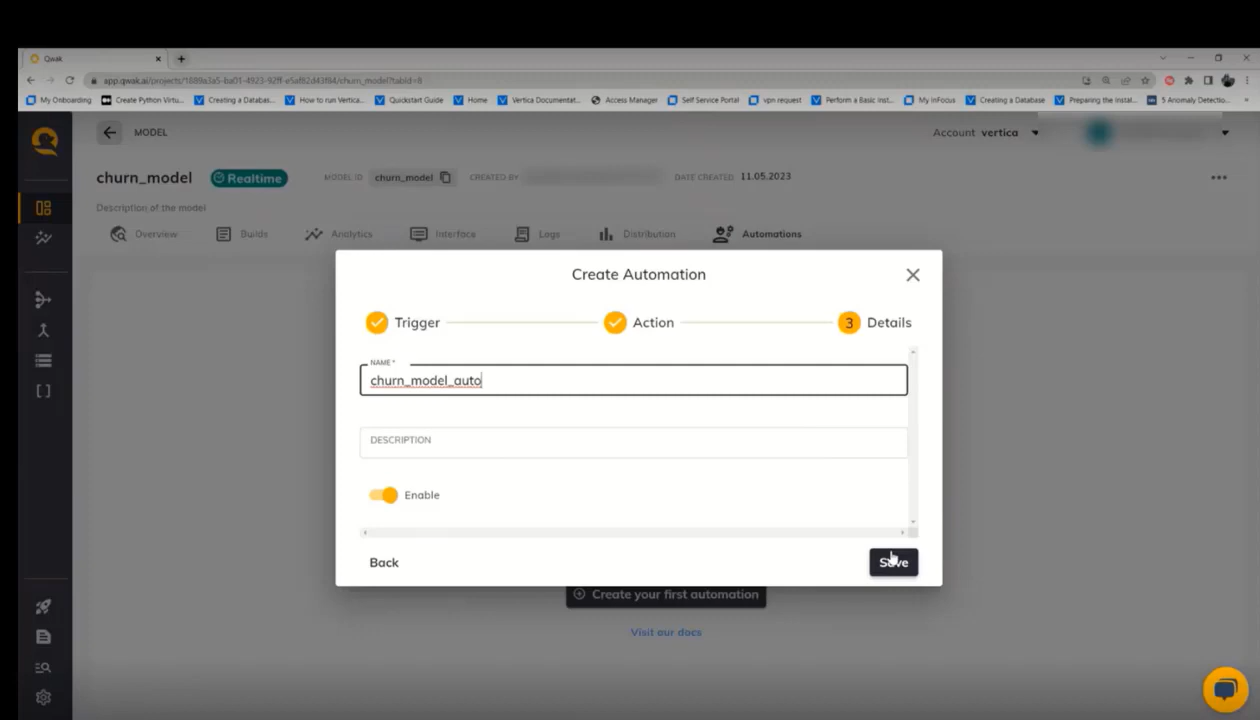 Qwak
app.qwak.ai/projects/1889a3a5-ba01-4923-92ff-e5af82d43f84/churn_model?tabId=8
My Onboarding Create Python Virtu... Creating a Databas... How to run Vertica... Quickstart Guide Home Vertica Documentat... Access Manager Self Service Portal vpn request Perform a Basic Inst... My InFocus Creating a Database Preparing the Instal... 5 Anomaly Detectio...
MODEL
Account vertica
churn_model Realtime MODEL ID churn_model CREATED BY DATE CREATED 11.05.2023
Description of the model
Overview Builds Analytics Interface Logs Distribution Automations
Create Automation
Trigger Action 3 Details
NAME *
churn_model_auto
DESCRIPTION
Enable
Back Save
Create your first automation
Visit our docs